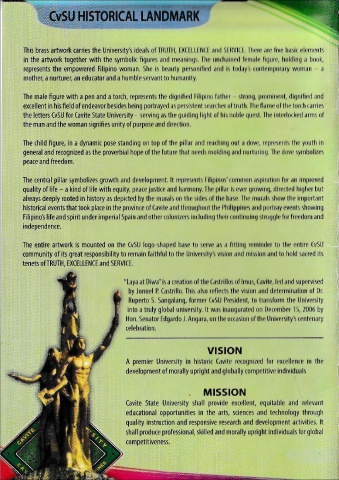 CvSU HISTORICAL LANDMARK
This brass artwork carries the University's ideals of TRUTH, EXCELLENCE and SERVICE. There are five basic elements
in the artwork together with the symbolic figures and meanings. The unchained female figure, holding a book,
represents the empowered Filipino woman. She is beauty personified and is today's contemporary woman – a
mother, a nurturer, an educator and a humble servant to humanity.
The male figure with a pen and a torch, represents the dignified Filipino father – strong, prominent, dignified and
excellent in his field of endeavor besides being portrayed as persistent searcher of truth. The flame of the torch carries
the letters CvSU for Cavite State University – serving as the guiding light of his noble quest. The interlocked arms of
the man and the woman signifies unity of purpose and direction.
The child figure, in a dynamic pose standing on top of the pillar and reaching out a dove, represents the youth in
general and recognized as the proverbial hope of the future that needs molding and nurturing. The dove symbolizes
peace and freedom.
The central pillar symbolizes growth and development. It represents Filipinos' common aspiration for an improved
quality of life – a kind of life with equity, peace justice and harmony. The pillar is ever growing, directed higher but
always deeply rooted in history as depicted by the murals on the sides of the base. The murals show the important
historical events that took place in the province of Cavite and throughout the Philippines and portray events showing
Filipino's life and spirit under imperial Spain and other colonizers including their continuing struggle for freedom and
independence.
The entire artwork is mounted on the CvSU logo-shaped base to serve as a fitting reminder to the entire CvSU
community of its great responsibility to remain faithful to the University's vision and mission and to hold sacred its
tenets of TRUTH, EXCELLENCE and SERVICE.
"Laya at Diwa" is a creation of the Castrillos of Imus, Cavite, led and supervised
by Jonnel P. Castrillo. This also reflects the vision and determination of Dr.
Ruperto S. Sangalang, former CvSU President, to transform the University
into a truly global university. It was inaugurated on December 15, 2006 by
Hon. Senator Edgardo J. Angara, on the occasion of the University's centenary
celebration.
VISION
A premier University in historic Cavite recognized for excellence in the
development of morally upright and globally competitive individuals
MISSION
Cavite State University shall provide excellent, equitable and relevant
educational opportunities in the arts, sciences and technology through
quality instruction and responsive research and development activities. It
shall produce professional, skilled and morally upright individuals for global
competitiveness.
CAVITE